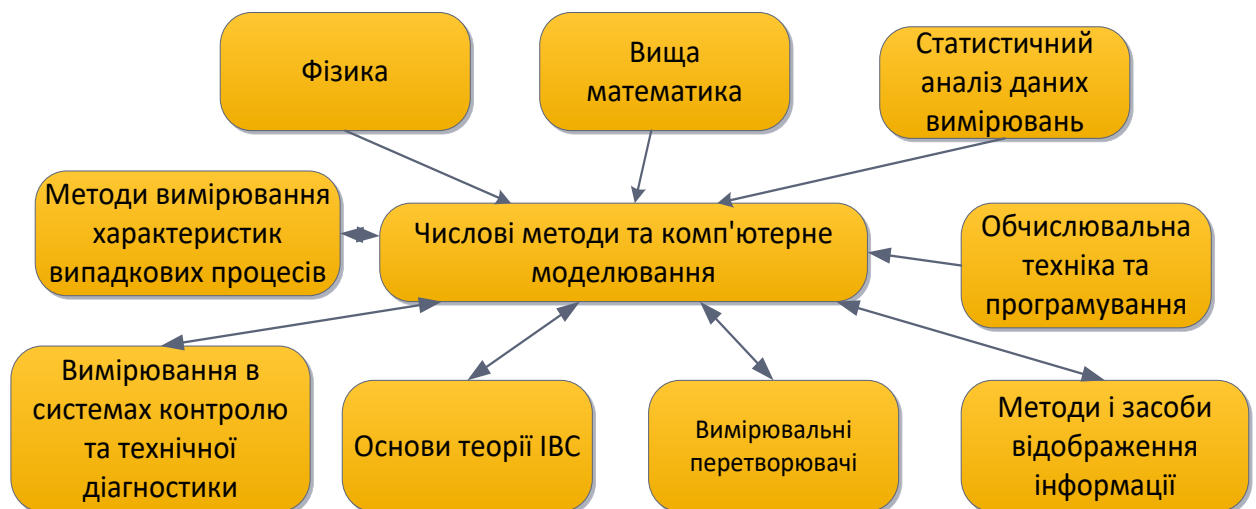 Фізика
Вища
математика
Статистичний
аналіз даних
вимірювань
Методи вимірювання
характеристик
випадкових процесів
Числові методи та комп'ютерне
моделювання
Обчислювальна
техніка та
програмування
Вимірювання в
системах контролю
та технічної
діагностики
Основи теорії ІВС
Вимірювальні
перетворювачі
Методи і засоби
відображення
інформації